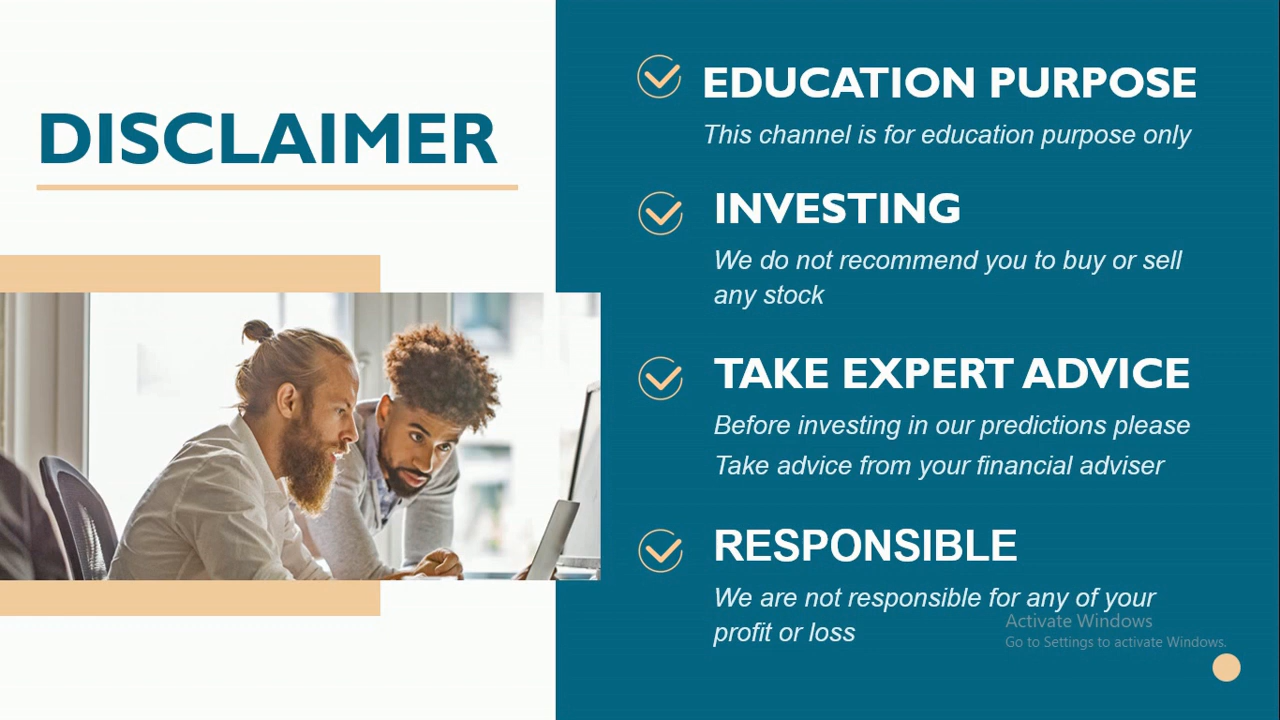 DISCLAIMER
EDUCATION PURPOSE
This channel is for education purpose only
INVESTING
We do not recommend you to buy or sell
any stock
TAKE EXPERT ADVICE
Before investing in our predictions please
Take advice from your financial adviser
RESPONSIBLE
We are not responsible for any of your
profit or loss
Activate Windows
Go to Settings to activate Windows.